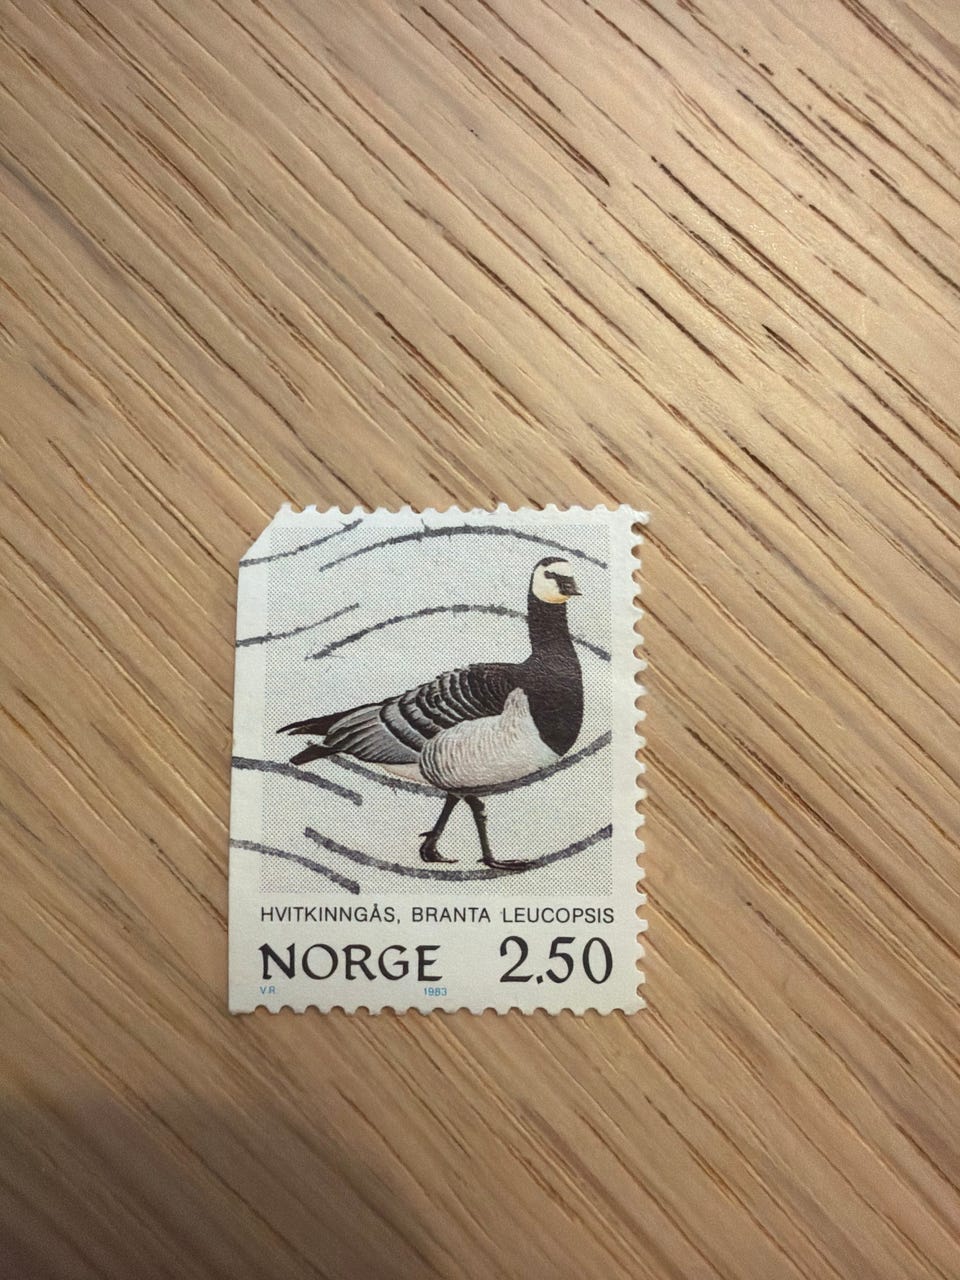 HVITKINNGÅS, BRANTA LEUCOPSIS
NORGE 2.50
V.R. 1983